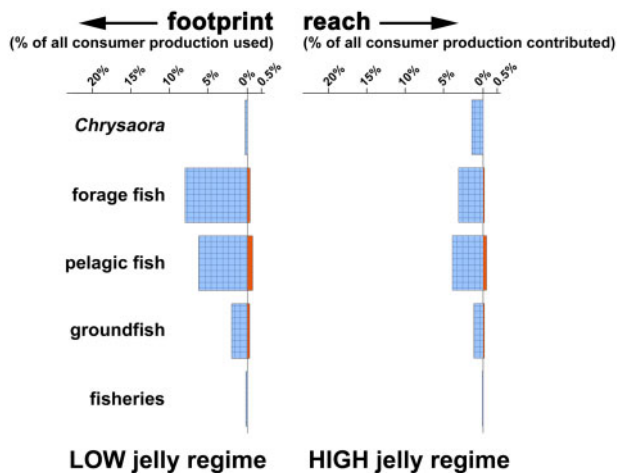 footprint
(% of all consumer production used)
reach
(% of all consumer production contributed)
20% 15% 10% 5% 0% 0.5%
20% 15% 10% 5% 0% 0.5%
Chrysaora
forage fish
pelagic fish
groundfish
fisheries
LOW jelly regime
HIGH jelly regime